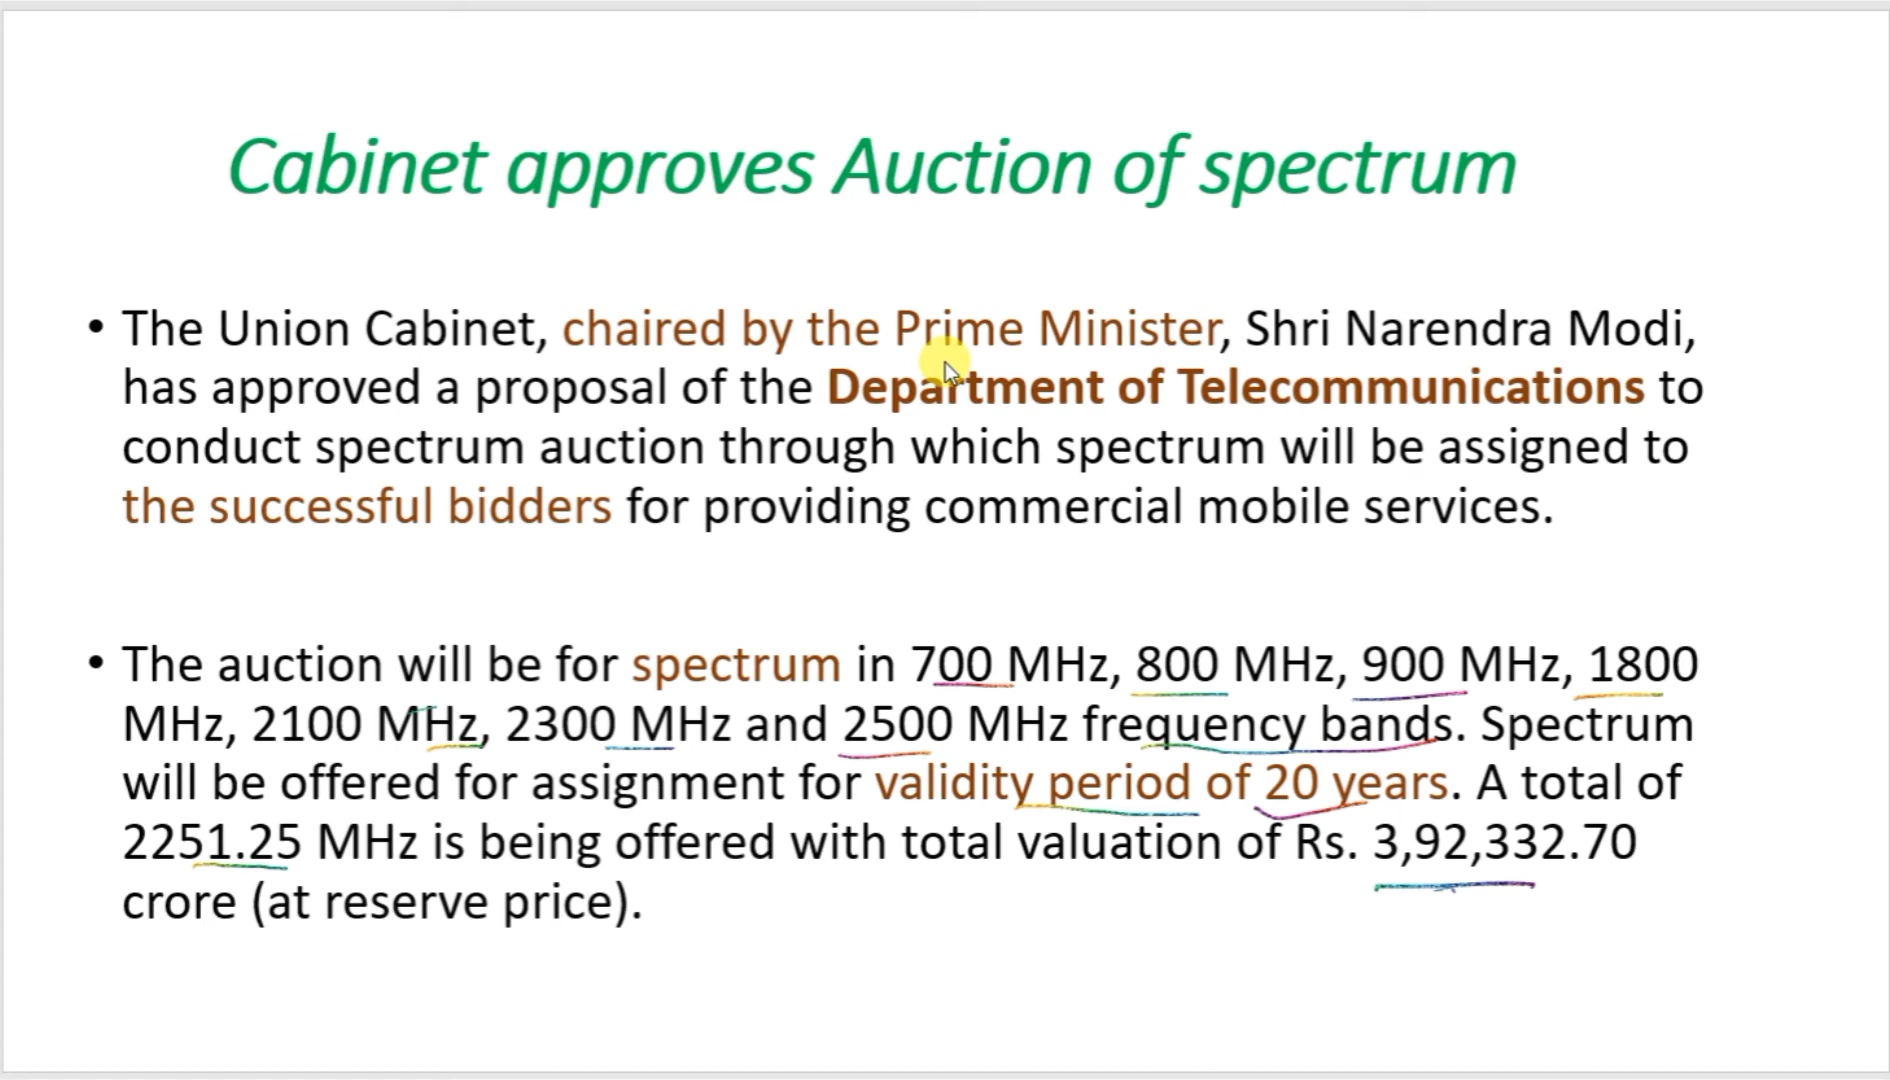 Cabinet approves Auction of spectrum
• The Union Cabinet, chaired by the Prime Minister, Shri Narendra Modi,
has approved a proposal of the Department of Telecommunications to
conduct spectrum auction through which spectrum will be assigned to
the successful bidders for providing commercial mobile services.
• The auction will be for spectrum in 700 MHz, 800 MHz, 900 MHz, 1800
MHz, 2100 MHz, 2300 MHz and 2500 MHz frequency bands. Spectrum
will be offered for assignment for validity period of 20 years. A total of
2251.25 MHz is being offered with total valuation of Rs. 3,92,332.70
crore (at reserve price).